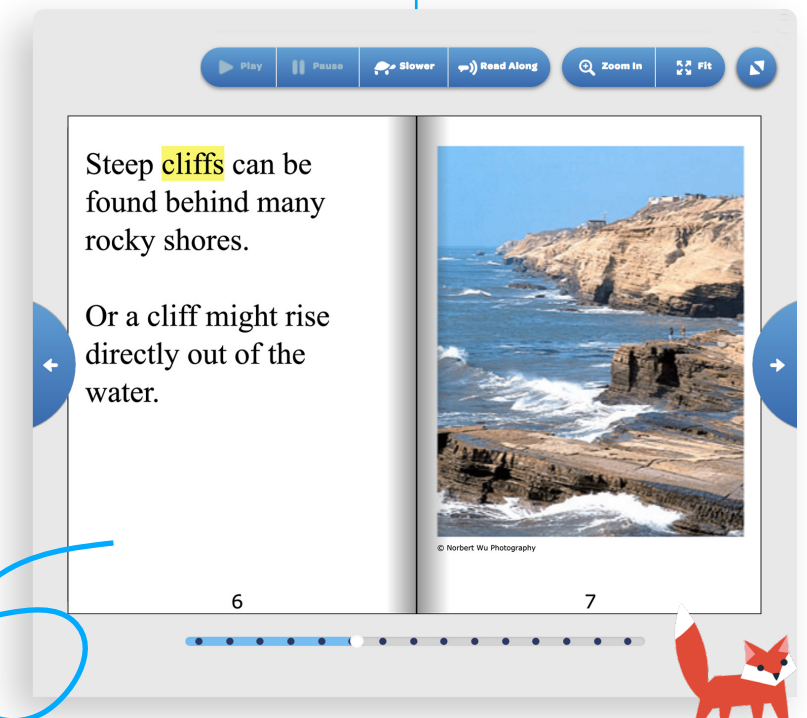 Play
Pause
Slower
Read Along
Zoom In
Fit
Steep cliffs can be
found behind many
rocky shores.
Or a cliff might rise
directly out of the
water.
© Norbert Wu Photography
6
7